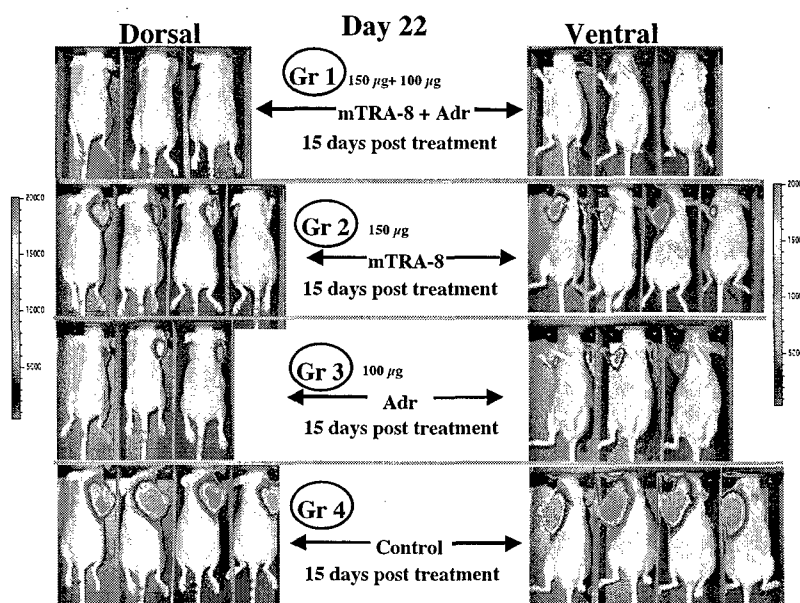 Day 22
Dorsal
Ventral
Gr 1 150 µg+ 100 µg
mTRA-8 + Adr
15 days post treatment
20000
15000
10000
5000
Gr 2 150 µg
mTRA-8
15 days post treatment
Gr 3 100 µg
Adr
15 days post treatment
Gr 4
Control
15 days post treatment